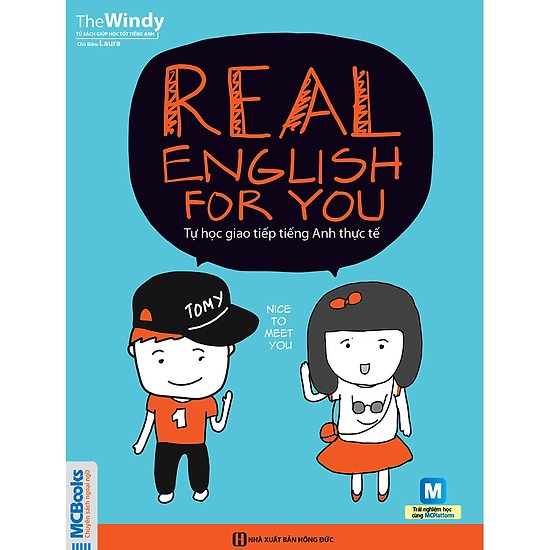 TheWindy
TỦ SÁCH GIÚP HỌC TỐT TIẾNG ANH
Chủ Biên: Laura
REAL
ENGLISH
FOR YOU
Tự học giao tiếp tiếng Anh thực tế
TOMY
NICE
TO
MEET
YOU
1
MCBooks
Chuyên sách ngoại ngữ
M
Trải nghiệm học
cùng MCPlatform
H NHÀ XUẤT BẢN HỒNG ĐỨC